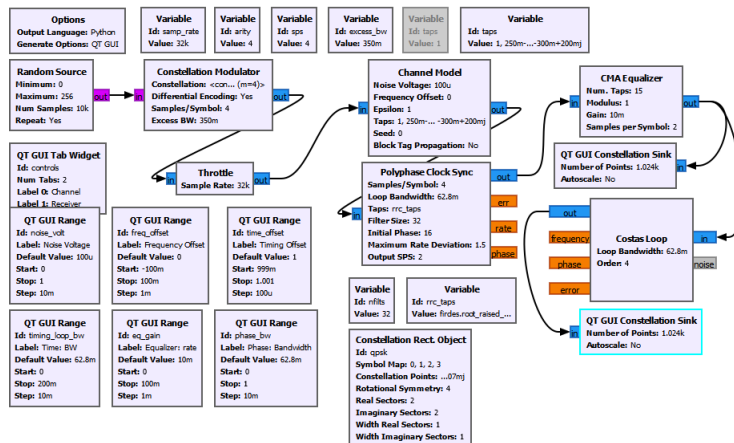 Options
Output Language: Python
Generate Options: QT GUI
Variable
Id: samp_rate
Value: 32k
Variable
Id: arity
Value: 4
Variable
Id: sps
Value: 4
Variable
Id: excess_bw
Value: 350m
Variable
Id: taps
Value: 1
Variable
Id: taps
Value: 1, 250m-...-300m+200mj
Random Source
Minimum: 0
Maximum: 256
Num Samples: 10k
Repeat: Yes
out
in
Constellation Modulator
Constellation: <con... (m=4)>
Differential Encoding: Yes
Samples/Symbol: 4
Excess BW: 350m
out
in
Channel Model
Noise Voltage: 100u
Frequency Offset: 0
Epsilon: 1
Taps: 1, 250m-... -300m+200mj
Seed: 0
Block Tag Propagation: No
out
in
CMA Equalizer
Num. Taps: 15
Modulus: 1
Gain: 10m
Samples per Symbol: 2
out
QT GUI Constellation Sink
Number of Points: 1.024k
Autoscale: No
in
QT GUI Tab Widget
Id: controls
Num Tabs: 2
Label 0: Channel
Label 1: Receiver
in
Throttle
Sample Rate: 32k
out
in
Polyphase Clock Sync
Samples/Symbol: 4
Loop Bandwidth: 62.8m
Taps: rrc_taps
Filter Size: 32
Initial Phase: 16
Maximum Rate Deviation: 1.5
Output SPS: 2
out
err
rate
phase
out
frequency
phase
error
Costas Loop
Loop Bandwidth: 62.8m
Order: 4
in
noise
QT GUI Range
Id: noise_volt
Label: Noise Voltage
Default Value: 100u
Start: 0
Stop: 1
Step: 10m
QT GUI Range
Id: freq_offset
Label: Frequency Offset
Default Value: 0
Start: -100m
Stop: 100m
Step: 1m
QT GUI Range
Id: time_offset
Label: Timing Offset
Default Value: 1
Start: 999m
Stop: 1.001
Step: 100u
Variable
Id: nfilts
Value: 32
Variable
Id: rrc_taps
Value: firdes.root_raised_...
in
QT GUI Constellation Sink
Number of Points: 1.024k
Autoscale: No
QT GUI Range
Id: timing_loop_bw
Label: Time: BW
Default Value: 62.8m
Start: 0
Stop: 200m
Step: 10m
QT GUI Range
Id: eq_gain
Label: Equalizer: rate
Default Value: 10m
Start: 0
Stop: 100m
Step: 1m
QT GUI Range
Id: phase_bw
Label: Phase: Bandwidth
Default Value: 62.8m
Start: 0
Stop: 1
Step: 10m
Constellation Rect. Object
Id: qpsk
Symbol Map: 0, 1, 2, 3
Constellation Points: ...07mj
Rotational Symmetry: 4
Real Sectors: 2
Imaginary Sectors: 2
Width Real Sectors: 1
Width Imaginary Sectors: 1